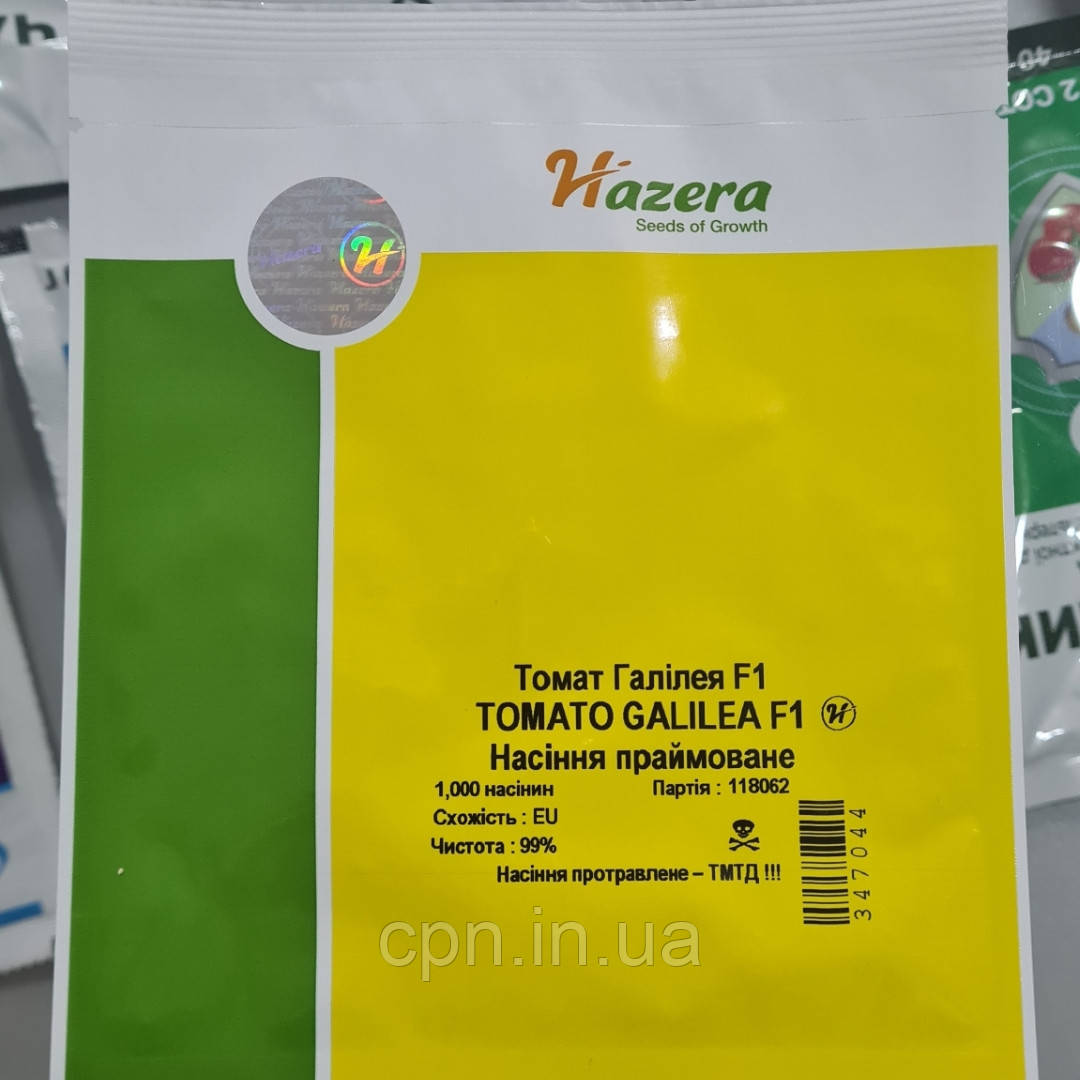 Hazera
Seeds of Growth
Hazera
Томат Галілея F1
TOMATO GALILEA F1 H
Насіння праймоване
1,000 насінин Партія : 118062
Схожість : EU
Чистота : 99%
Насіння протравлене – ТМТД !!!
347044
cpn.in.ua